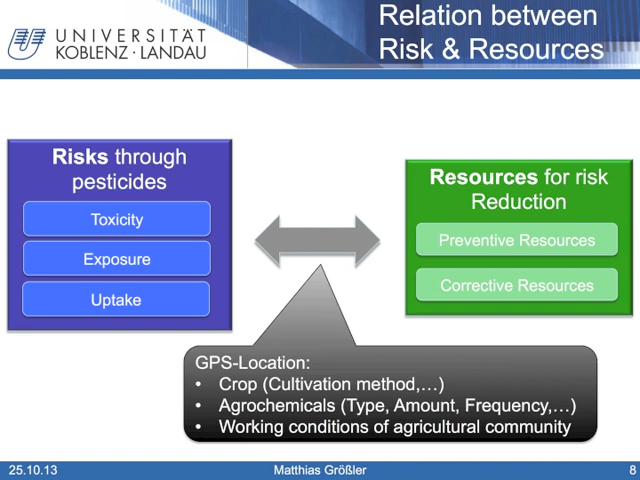 UNIVERSITÄT
KOBLENZ · LANDAU
Relation between
Risk & Resources
Risks through
pesticides
Toxicity
Exposure
Uptake
Resources for risk
Reduction
Preventive Resources
Corrective Resources
GPS-Location:
• Crop (Cultivation method,…)
• Agrochemicals (Type, Amount, Frequency,…)
• Working conditions of agricultural community
25.10.13
Matthias Größler
8